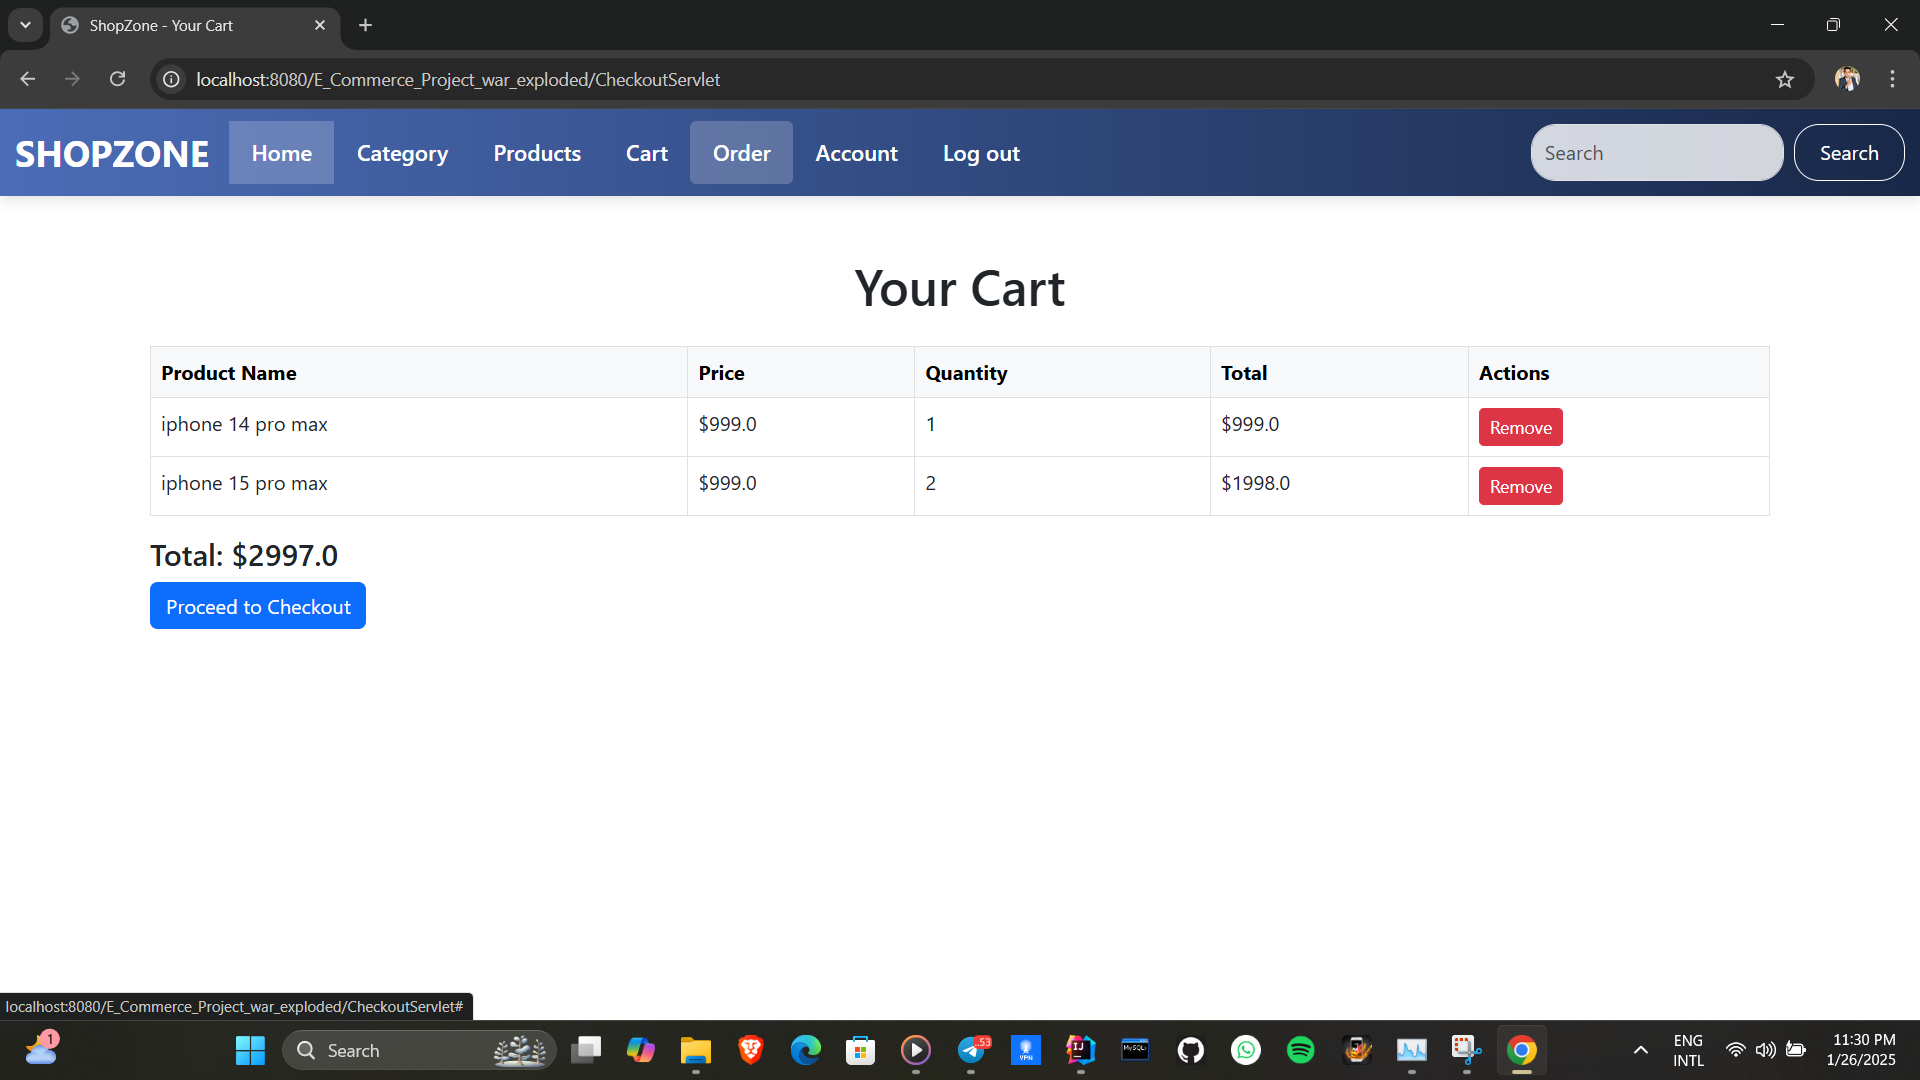 ShopZone - Your Cart
localhost:8080/E_Commerce_Project_war_exploded/CheckoutServlet
SHOPZONE Home Category Products Cart Order Account Log out Search Search
Your Cart
Product Name Price Quantity Total Actions
iphone 14 pro max $999.0 1 $999.0 Remove
iphone 15 pro max $999.0 2 $1998.0 Remove
Total: $2997.0
Proceed to Checkout
localhost:8080/E_Commerce_Project_war_exploded/CheckoutServlet#
1 Search VPN 53 IJ MySQL ENG 11:30 PM
INTL 1/26/2025